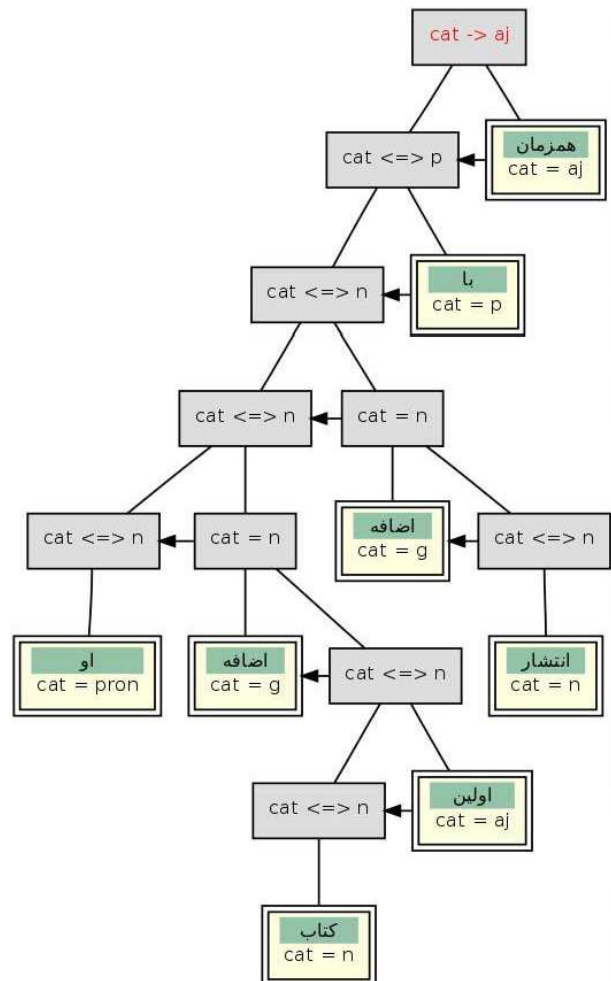 cat -> aj
همزمان
cat = aj
cat <=> p
با
cat = p
cat <=> n
cat <=> n
cat = n
cat <=> n
cat = n
اضافه
cat = g
cat <=> n
او
cat = pron
اضافه
cat = g
cat <=> n
انتشار
cat = n
cat <=> n
اولین
cat = aj
کتاب
cat = n